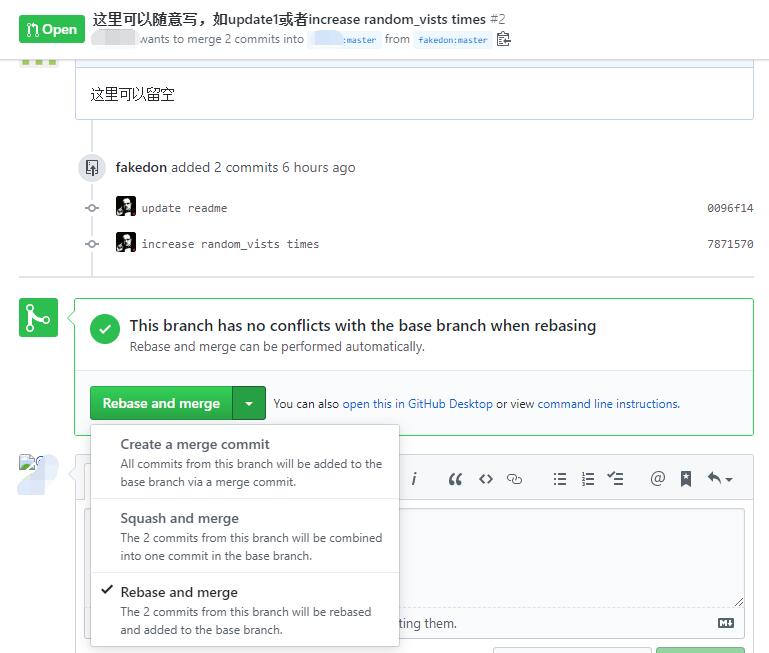 Open 这里可以随意写，如update1或者increase random_vists times #2
wants to merge 2 commits into :master from fakedon:master
这里可以留空
fakedon added 2 commits 6 hours ago
update readme 0096f14
increase random_vists times 7871570
This branch has no conflicts with the base branch when rebasing
Rebase and merge can be performed automatically.
Rebase and merge You can also open this in GitHub Desktop or view command line instructions.
Create a merge commit
All commits from this branch will be added to the
base branch via a merge commit.
Squash and merge
The 2 commits from this branch will be combined
into one commit in the base branch.
Rebase and merge
The 2 commits from this branch will be rebased
and added to the base branch.
ting them.